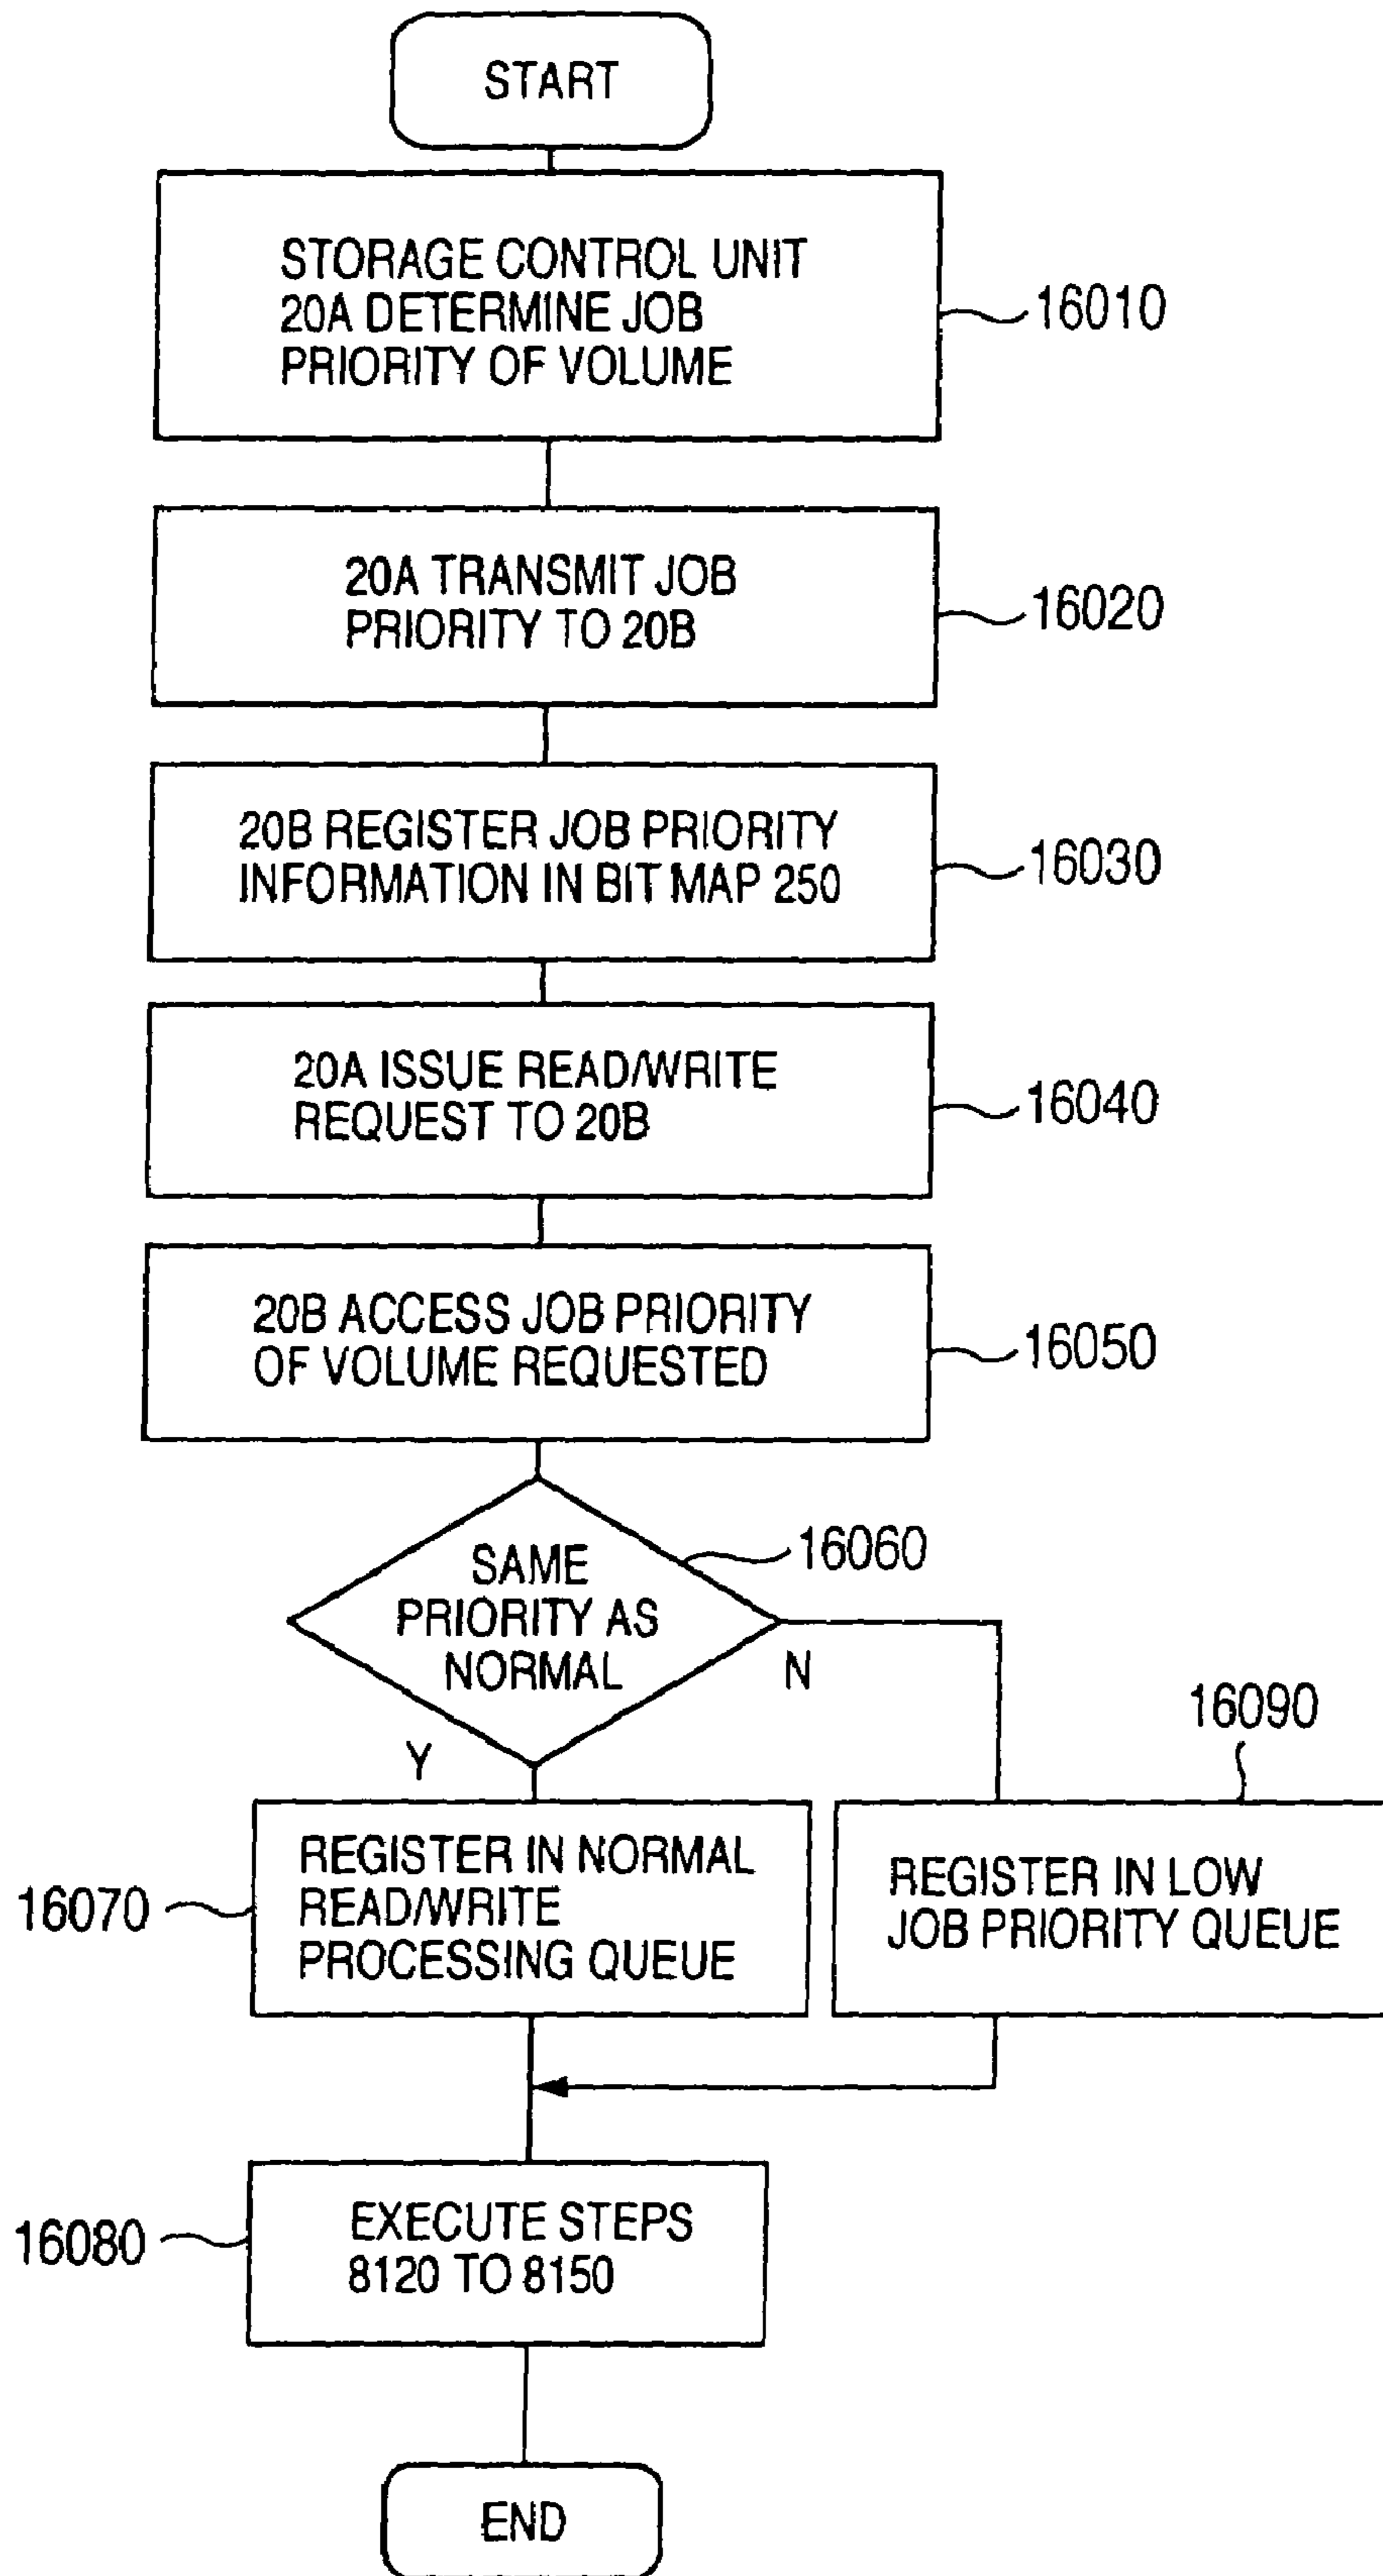 START
STORAGE CONTROL UNIT
20A DETERMINE JOB
PRIORITY OF VOLUME
16010
20A TRANSMIT JOB
PRIORITY TO 20B
16020
20B REGISTER JOB PRIORITY
INFORMATION IN BIT MAP 250
16030
20A ISSUE READ/WRITE
REQUEST TO 20B
16040
20B ACCESS JOB PRIORITY
OF VOLUME REQUESTED
16050
SAME
PRIORITY AS
NORMAL
16060
Y
N
REGISTER IN NORMAL
READ/WRITE
PROCESSING QUEUE
16070
16090
REGISTER IN LOW
JOB PRIORITY QUEUE
EXECUTE STEPS
8120 TO 8150
16080
END